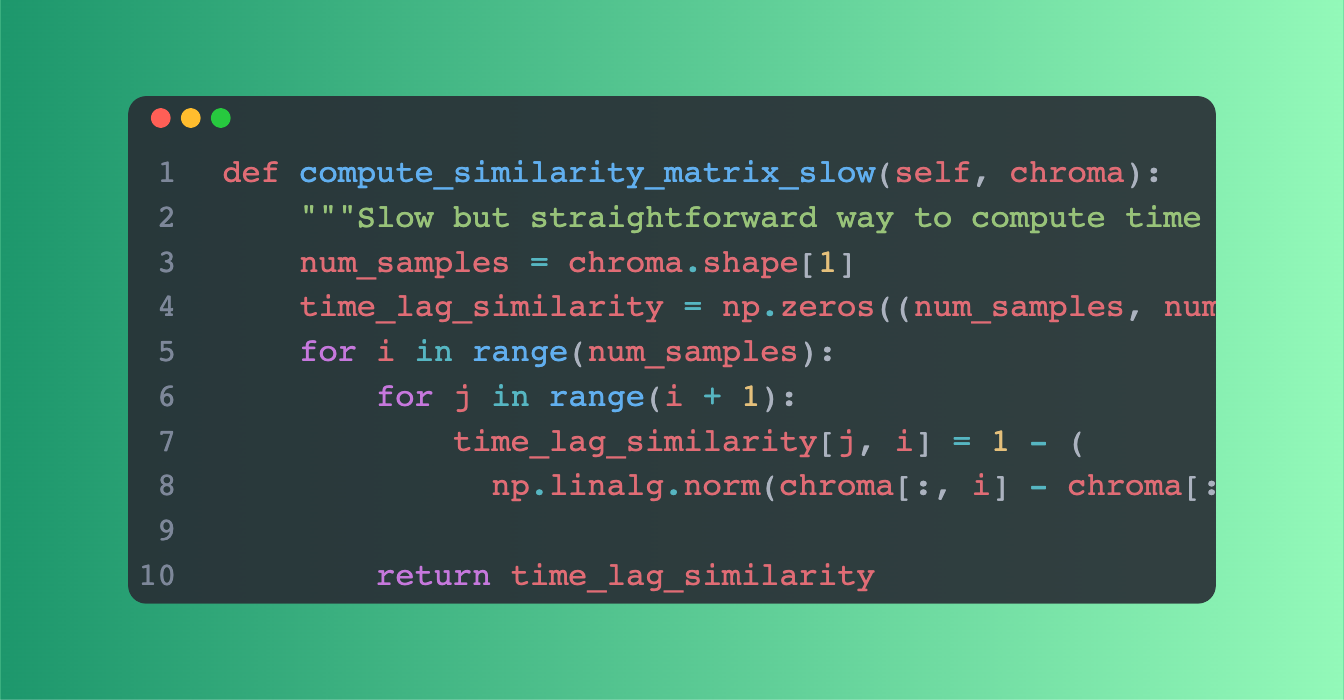 1 def compute_similarity_matrix_slow(self, chroma):
2 """Slow but straightforward way to compute time
3 num_samples = chroma.shape[1]
4 time_lag_similarity = np.zeros((num_samples, num
5 for i in range(num_samples):
6 for j in range(i + 1):
7 time_lag_similarity[j, i] = 1 - (
8 np.linalg.norm(chroma[:, i] - chroma[:
9
10 return time_lag_similarity